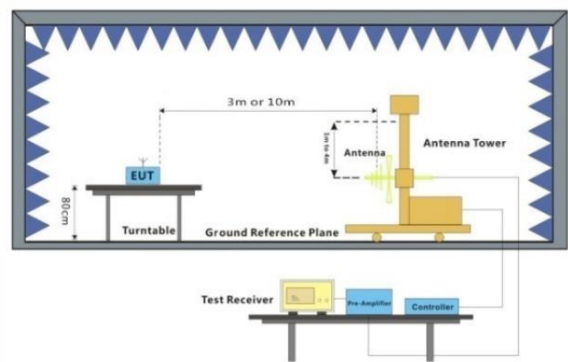 3m or 10m
1m to 4m
Antenna
Antenna Tower
EUT
80cm
Turntable
Ground Reference Plane
Test Receiver
Pre-Amplifier
Controller